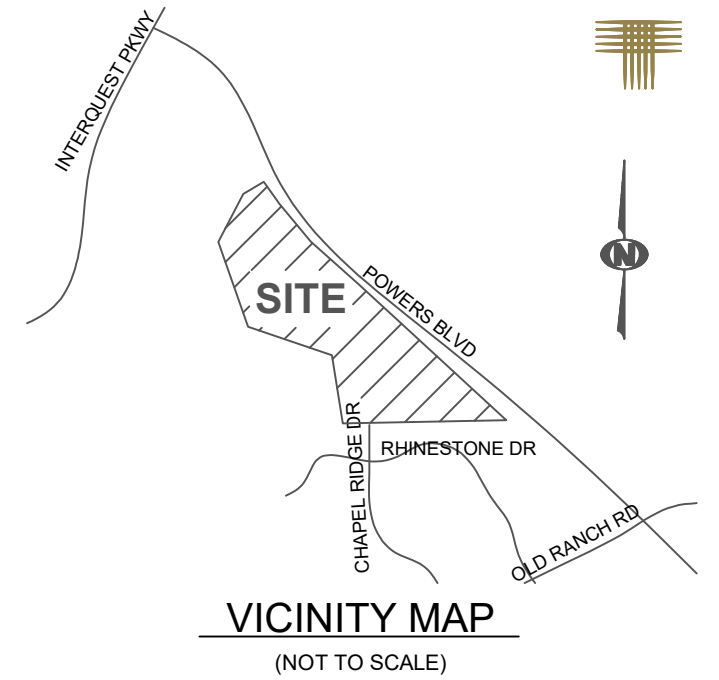 INTERQUEST PKWY
N
POWERS BLVD
SITE
CHAPEL RIDGE DR
RHINESTONE DR
OLD RANCH RD
VICINITY MAP
(NOT TO SCALE)